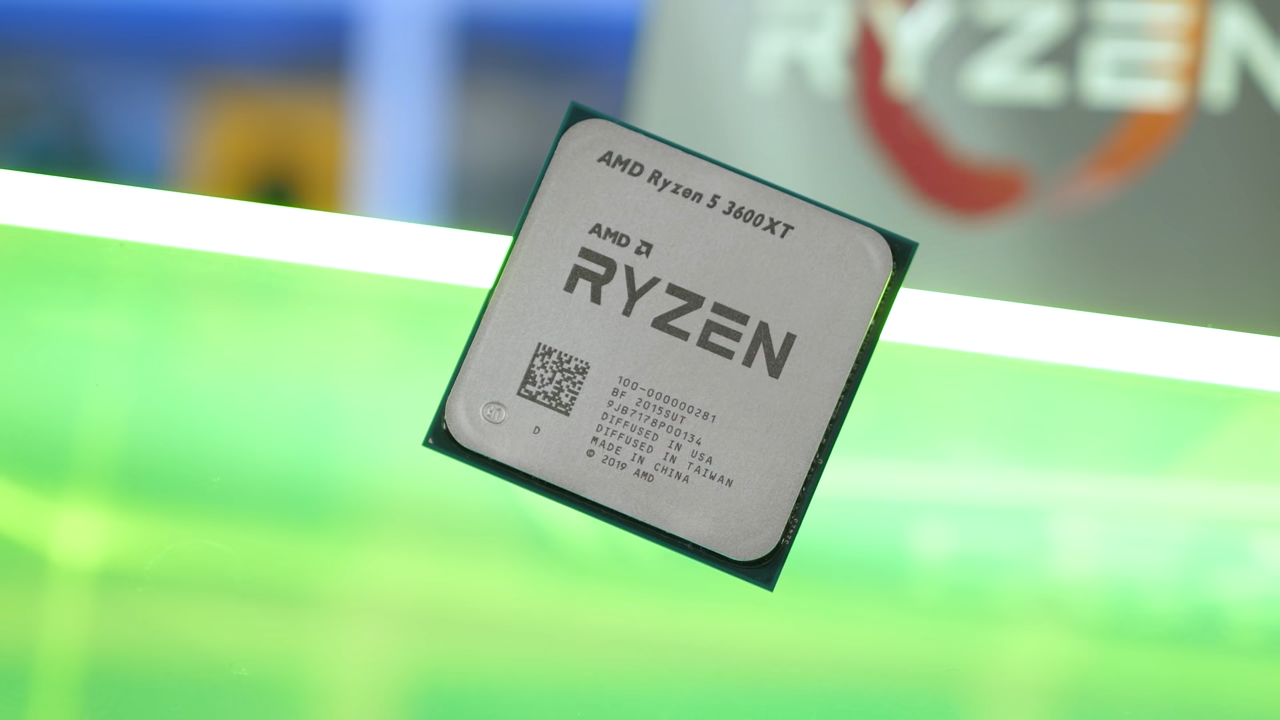 RYZEN
AMD Ryzen 5 3600XT
AMD
RYZEN
100-000000281
BF 2015SUT
9JB7178P00134
DIFFUSED IN USA
DIFFUSED IN TAIWAN
MADE IN CHINA
© 2019 AMD
D